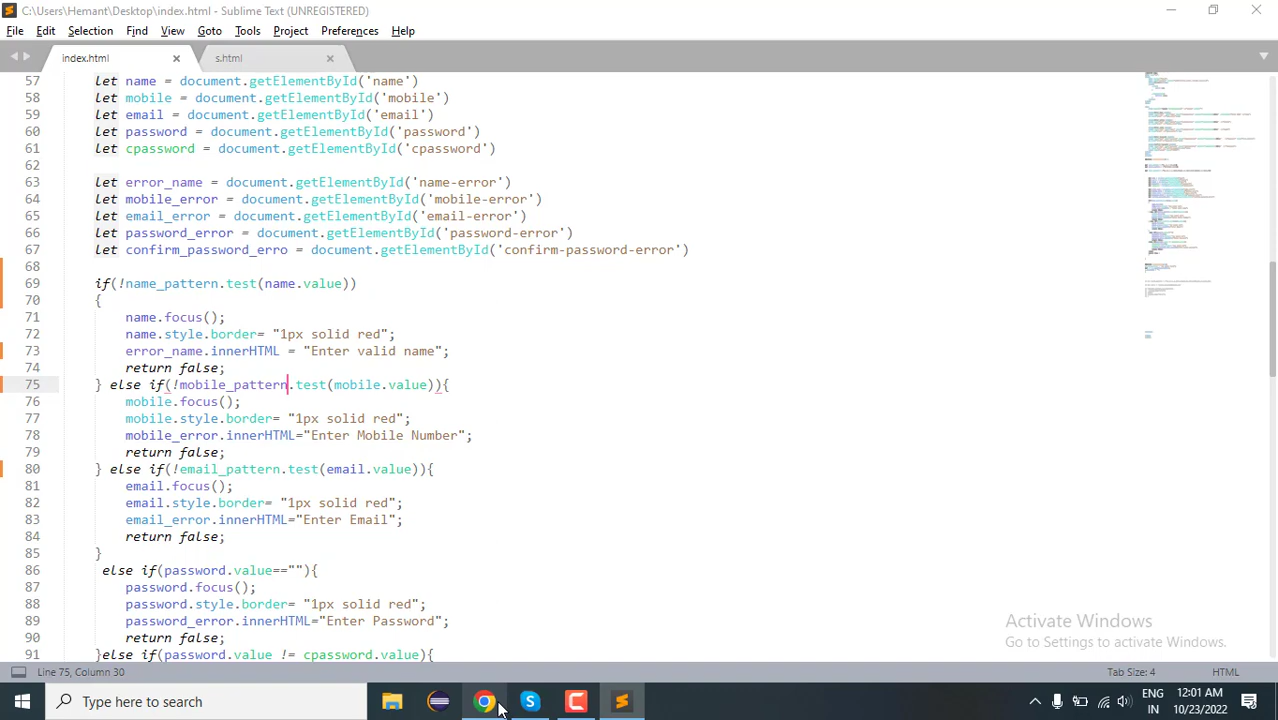 C:\Users\Hemant\Desktop\index.html - Sublime Text (UNREGISTERED)
File Edit Selection Find View Goto Tools Project Preferences Help
index.html × s.html ×
57 let name = document.getElementById('name')
58 let mobile = document.getElementById('mobile')
59 let email = document.getElementById('email')
60 let password = document.getElementById('password')
61 let cpassword = document.getElementById('cpassword')
62
63 let error_name = document.getElementById('name-error')
64 let mobile_error = document.getElementById('mobile-error')
65 let email_error = document.getElementById('email-error')
66 let password_error = document.getElementById('password-error')
67 let confirm_password_error = document.getElementById('confirm-password-error')
68
69 if(!name_pattern.test(name.value))
70 {
71 name.focus();
72 name.style.border= "1px solid red";
73 error_name.innerHTML = "Enter valid name";
74 return false;
75 } else if(!mobile_pattern.test(mobile.value)){
76 mobile.focus();
77 mobile.style.border= "1px solid red";
78 mobile_error.innerHTML="Enter Mobile Number";
79 return false;
80 } else if(!email_pattern.test(email.value)){
81 email.focus();
82 email.style.border= "1px solid red";
83 email_error.innerHTML="Enter Email";
84 return false;
85 }
86 else if(password.value==""){
87 password.focus();
88 password.style.border= "1px solid red";
89 password_error.innerHTML="Enter Password";
90 return false;
91 }else if(password.value != cpassword.value){
Activate Windows
Go to Settings to activate Windows.
Line 75, Column 30 Tab Size: 4 HTML
Type here to search
ENG 12:01 AM
IN 10/23/2022